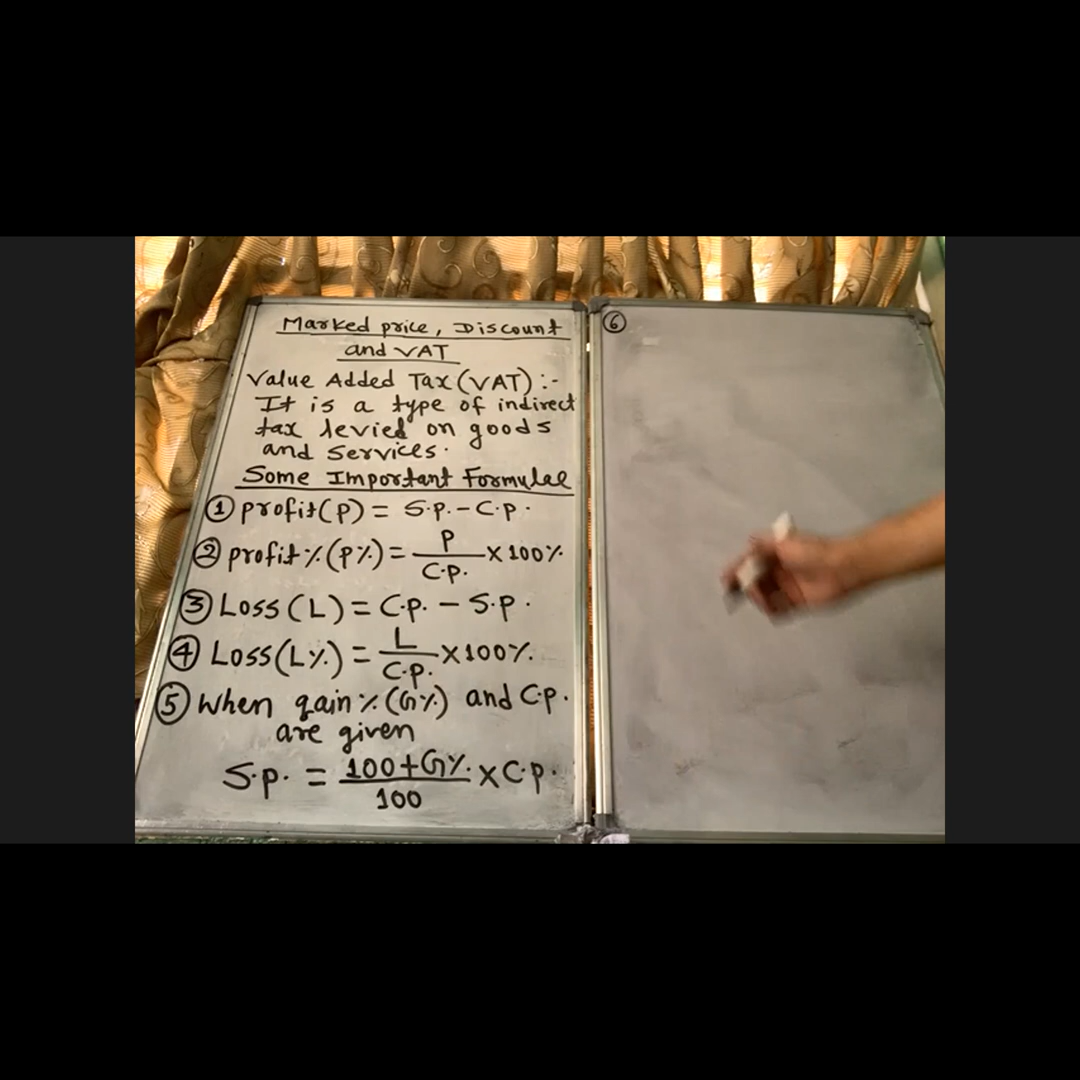 Marked price, Discount
and VAT
Value Added Tax (VAT) :-
It is a type of indirect
tax levied on goods
and services.
Some Important Formulae
① profit(P) = S.p. - C.p.
② profit%(P%) = P/C.p. × 100%
③ Loss(L) = C.p. - S.p.
④ Loss(L%) = L/C.p. × 100%
⑤ When gain%(G%) and C.p.
are given
S.p. = 100+G%/100 × C.p.
⑥